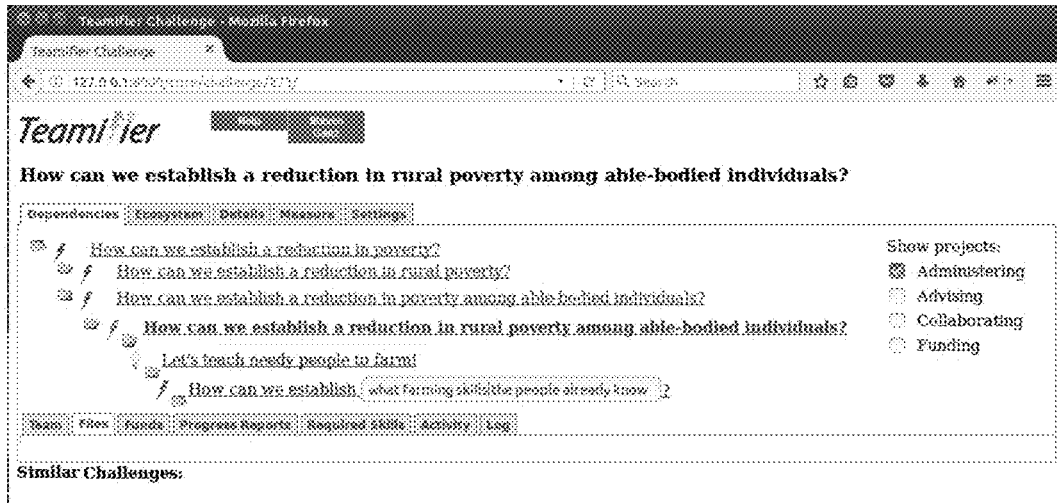 Teamifier Challenge - Mozilla Firefox
Teamifier Challenge
Search
Teamifier
How can we establish a reduction in rural poverty among able-bodied individuals?
Dependencies Ecosystem Details Measure Settings
How can we establish a reduction in poverty?
Show projects:
How can we establish a reduction in rural poverty?
Administering
How can we establish a reduction in poverty among able-bodied individuals?
Advising
How can we establish a reduction in rural poverty among able-bodied individuals?
Collaborating
Let's teach needy people to farm!
Funding
How can we establish what farming skills the people already know ?
Team Files Funds Progress Reports Required Skills Activity Log
Similar Challenges: